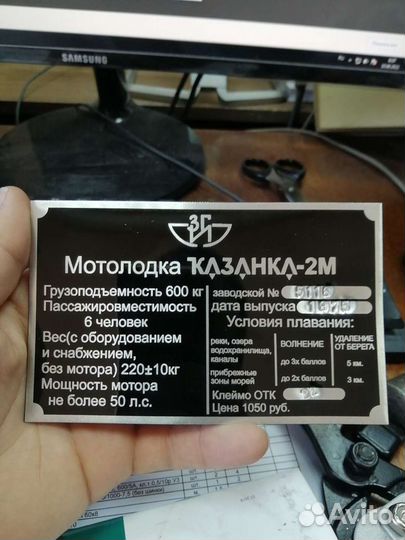 SAMSUNG
ЗГ
Мотолодка КАЗАНКА-2М
Грузоподъемность 600 кг
Пассажировместимость
6 человек
Вес(с оборудованием
и снабжением,
без мотора) 220±10кг
Мощность мотора
не более 50 л.с.
заводской №
дата выпуска
Условия плавания:
ВОЛНЕНИЕ
УДАЛЕНИЕ
ОТ БЕРЕГА
реки, озера
водохранилища,
каналы
до 3х баллов
5 км.
прибрежные
зоны морей
до 2х баллов
3 км.
Клеймо ОТК
Цена 1050 руб.
Avito